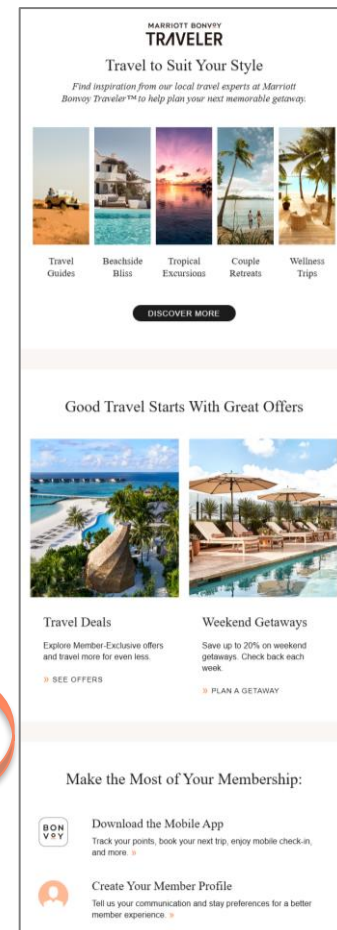 MARRIOTT BONVOY
TRAVELER
Travel to Suit Your Style
Find inspiration from our local travel experts at Marriott
Bonvoy Traveler™ to help plan your next memorable getaway.
Travel
Guides
Beachside
Bliss
Tropical
Excursions
Couple
Retreats
Wellness
Trips
DISCOVER MORE
Good Travel Starts With Great Offers
Travel Deals
Explore Member-Exclusive offers
and travel more for even less.
» SEE OFFERS
Weekend Getaways
Save up to 20% on weekend
getaways. Check back each
week.
» PLAN A GETAWAY
Make the Most of Your Membership:
BON
VOY
Download the Mobile App
Track your points, book your next trip, enjoy mobile check-in,
and more. »
Create Your Member Profile
Tell us your communication and stay preferences for a better
member experience. »